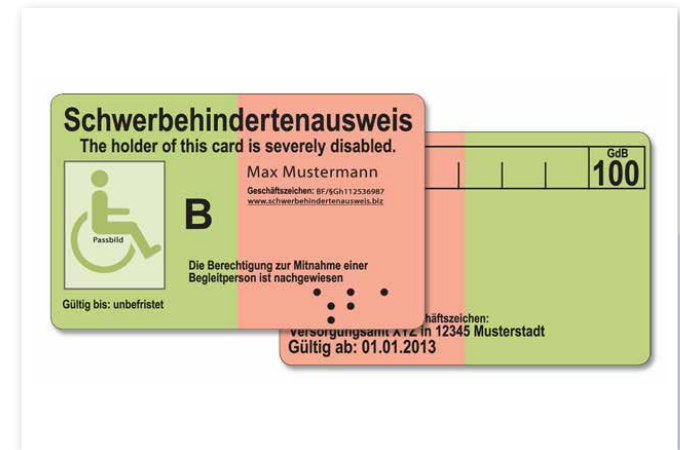 Schwerbehindertenausweis
The holder of this card is severely disabled.
Max Mustermann
Geschäftszeichen: BF/§Gh112536987
www.schwerbehindertenausweis.biz
Passbild
B
Die Berechtigung zur Mitnahme einer
Begleitperson ist nachgewiesen
Gültig bis: unbefristet
GdB
100
häftszeichen:
Versorgungsamt XYZ in 12345 Musterstadt
Gültig ab: 01.01.2013